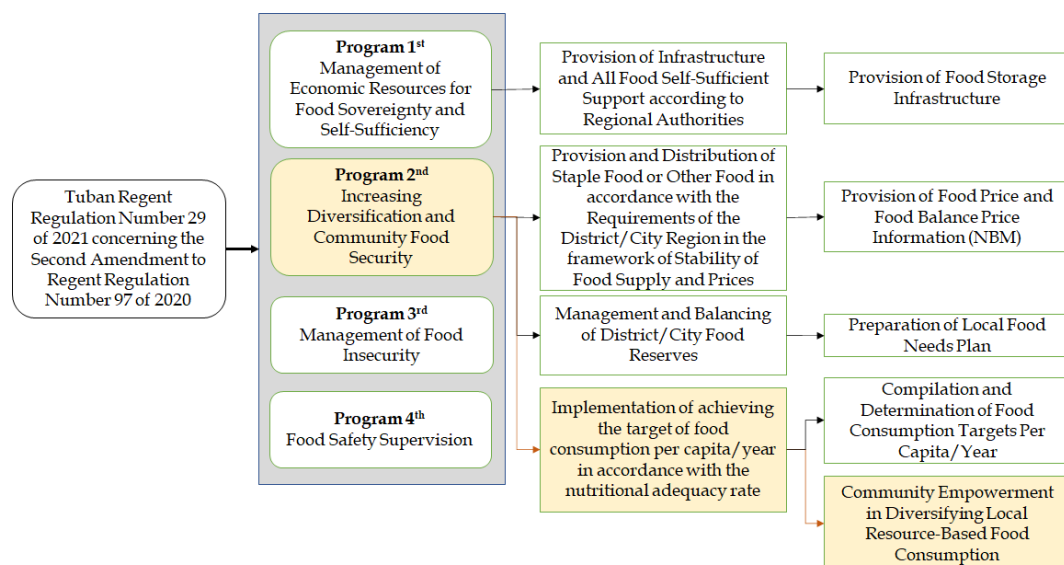 Tuban Regent
Regulation Number 29
of 2021 concerning the
Second Amendment to
Regent Regulation
Number 97 of 2020
Program 1st
Management of
Economic Resources for
Food Sovereignty and
Self-Sufficiency
Program 2nd
Increasing
Diversification and
Community Food
Security
Program 3rd
Management of Food
Insecurity
Program 4th
Food Safety Supervision
Provision of Infrastructure
and All Food Self-Sufficient
Support according to
Regional Authorities
Provision and Distribution of
Staple Food or Other Food in
accordance with the
Requirements of the
District/City Region in the
framework of Stability of
Food Supply and Prices
Management and Balancing
of District/City Food
Reserves
Implementation of achieving
the target of food
consumption per capita/year
in accordance with the
nutritional adequacy rate
Provision of Food Storage
Infrastructure
Provision of Food Price and
Food Balance Price
Information (NBM)
Preparation of Local Food
Needs Plan
Compilation and
Determination of Food
Consumption Targets Per
Capita/Year
Community Empowerment
in Diversifying Local
Resource-Based Food
Consumption